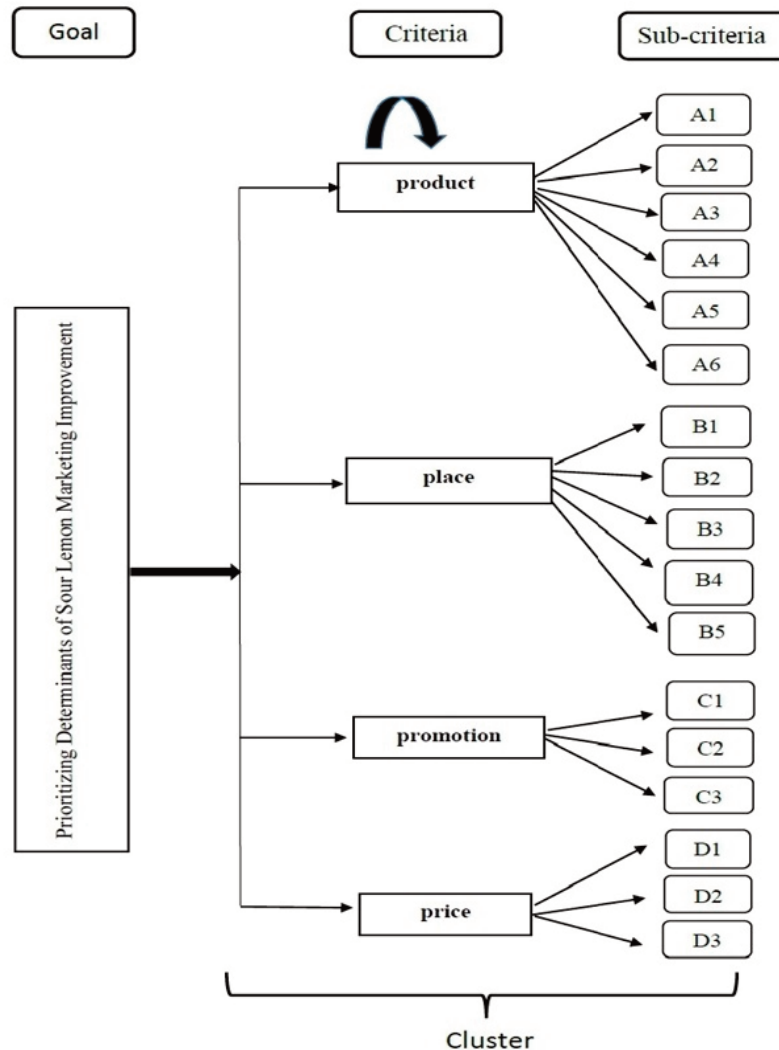 Goal
Criteria
Sub-criteria
Prioritizing Determinants of Sour Lemon Marketing Improvement
product
A1
A2
A3
A4
A5
A6
place
B1
B2
B3
B4
B5
promotion
C1
C2
C3
price
D1
D2
D3
Cluster